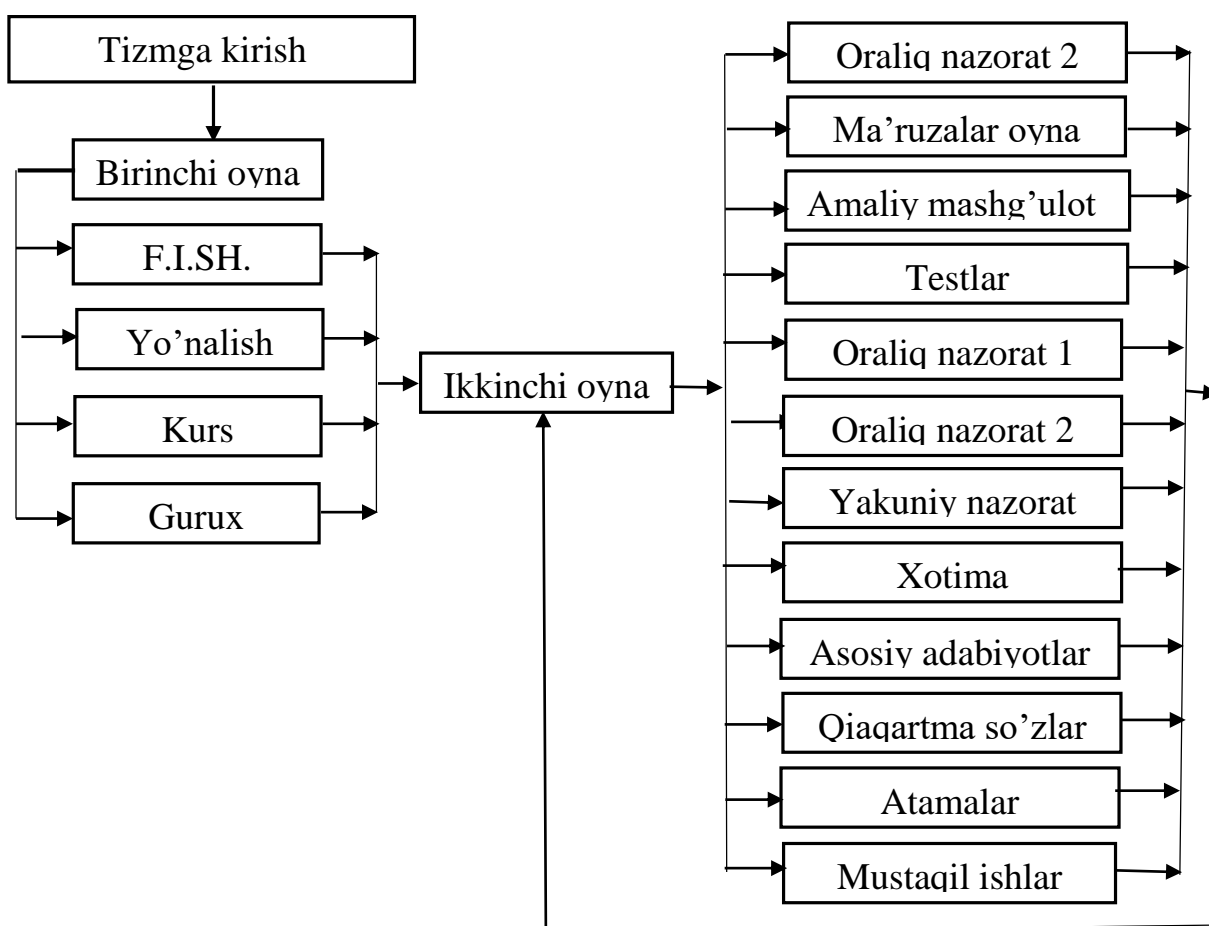 Tizmga kirish
Birinchi oyna
F.I.SH.
Yo’nalish
Kurs
Gurux
Ikkinchi oyna
Oraliq nazorat 2
Ma’ruzalar oyna
Amaliy mashg’ulot
Testlar
Oraliq nazorat 1
Oraliq nazorat 2
Yakuniy nazorat
Xotima
Asosiy adabiyotlar
Qiaqartma so’zlar
Atamalar
Mustaqil ishlar